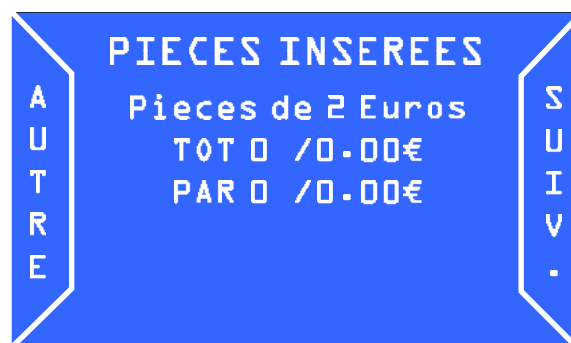 PIECES INSEREES
AUTRE
Pieces de 2 Euros
TOT 0 /0.00€
PAR 0 /0.00€
SUIV.